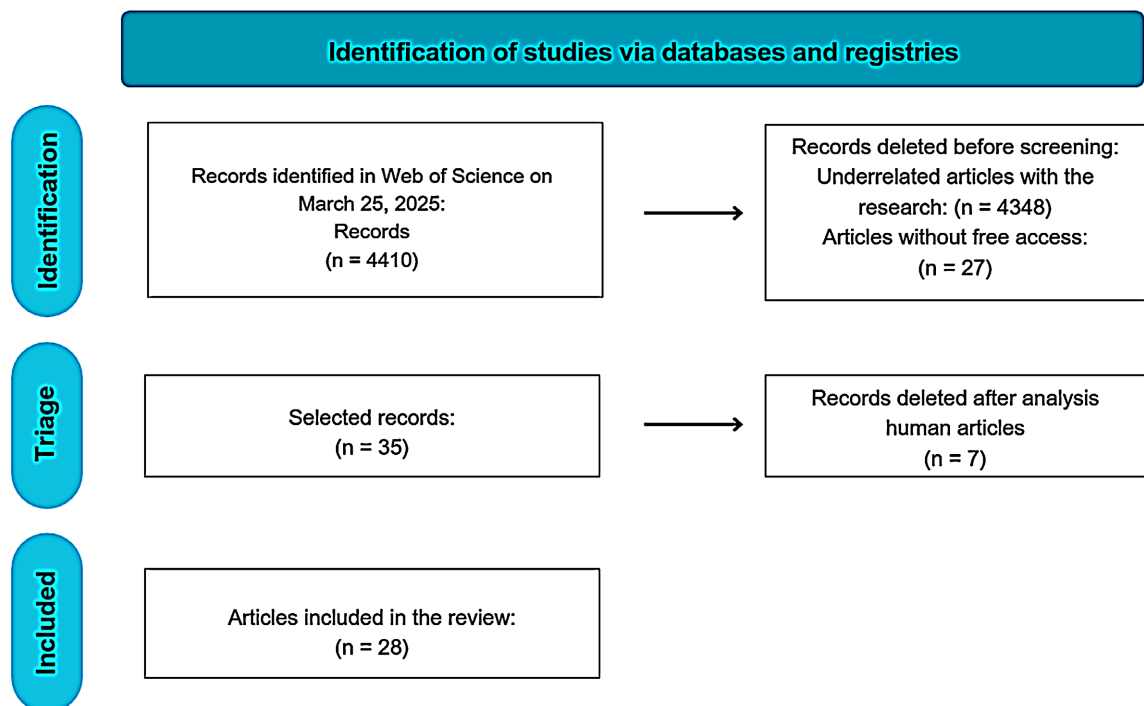 Identification of studies via databases and registries
Identification
Records identified in Web of Science on
March 25, 2025:
Records
(n = 4410)
Records deleted before screening:
Underrelated articles with the
research: (n = 4348)
Articles without free access:
(n = 27)
Triage
Selected records:
(n = 35)
Records deleted after analysis
human articles
(n = 7)
Included
Articles included in the review:
(n = 28)